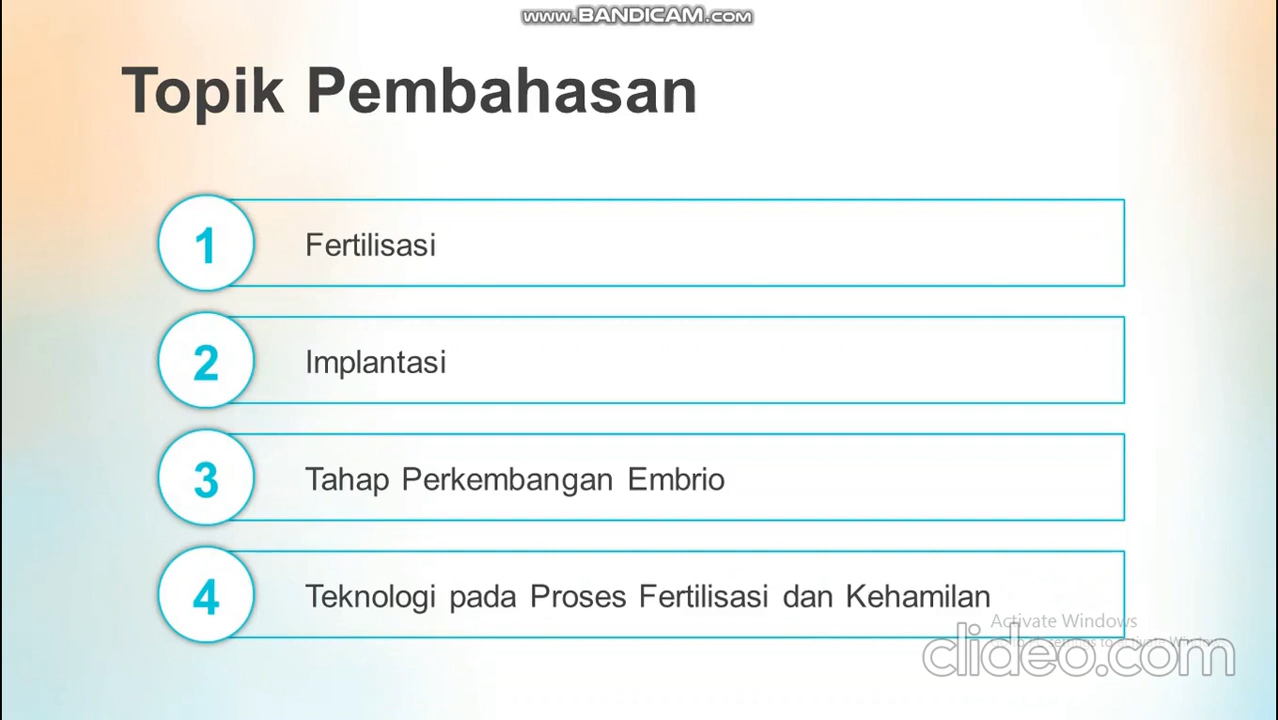 www.BANDICAM.com
Topik Pembahasan
1 Fertilisasi
2 Implantasi
3 Tahap Perkembangan Embrio
4 Teknologi pada Proses Fertilisasi dan Kehamilan
Activate Windows
clideo.com